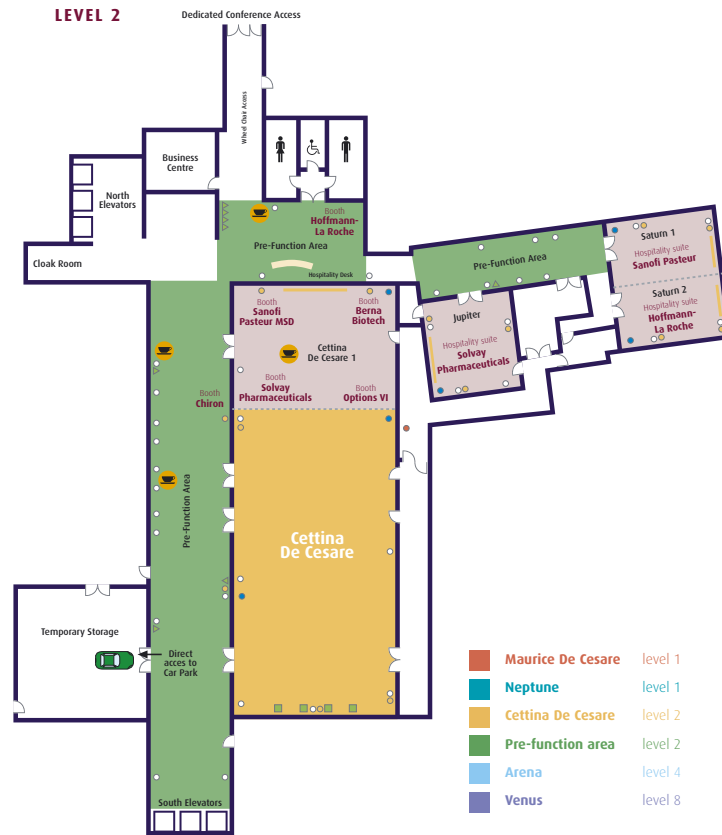 LEVEL 2
Dedicated Conference Access
Wheel Chair Access
Business
Centre
North
Elevators
Cloak Room
Booth
Hoffmann-
La Roche
Pre-Function Area
Hospitality Desk
Pre-Function Area
Saturn 1
Hospitality suite
Sanofi Pasteur
Saturn 2
Hospitality suite
Hoffmann-
La Roche
Jupiter
Hospitality suite
Solvay
Pharmaceuticals
Booth
Sanofi
Pasteur MSD
Booth
Berna
Biotech
Cettina
De Cesare 1
Booth
Solvay
Pharmaceuticals
Booth
Options VI
Booth
Chiron
Pre-Function Area
Cettina
De Cesare
Temporary Storage
Direct
acces to
Car Park
South Elevators
Maurice De Cesare level 1
Neptune level 1
Cettina De Cesare level 2
Pre-function area level 2
Arena level 4
Venus level 8